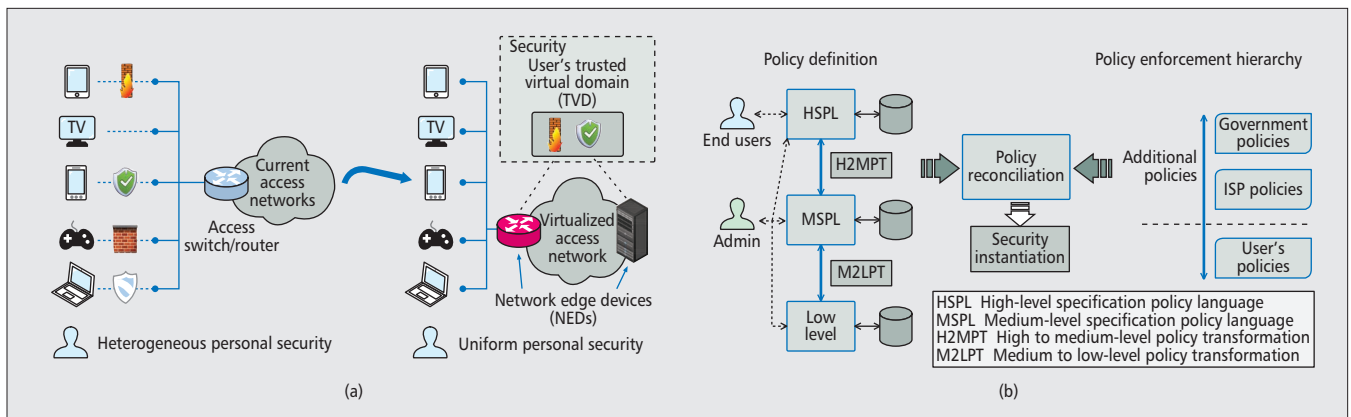 Security
User's trusted
virtual domain
(TVD)
TV
TV
Current
access
networks
Access
switch/router
Virtualized
access
network
Network edge devices
(NEDs)
Heterogeneous personal security
Uniform personal security
(a)
Policy definition
Policy enforcement hierarchy
End users
HSPL
H2MPT
Admin
MSPL
M2LPT
Low
level
Policy
reconciliation
Security
instantiation
Additional
policies
Government
policies
ISP policies
User's
policies
HSPL High-level specification policy language
MSPL Medium-level specification policy language
H2MPT High to medium-level policy transformation
M2LPT Medium to low-level policy transformation
(b)